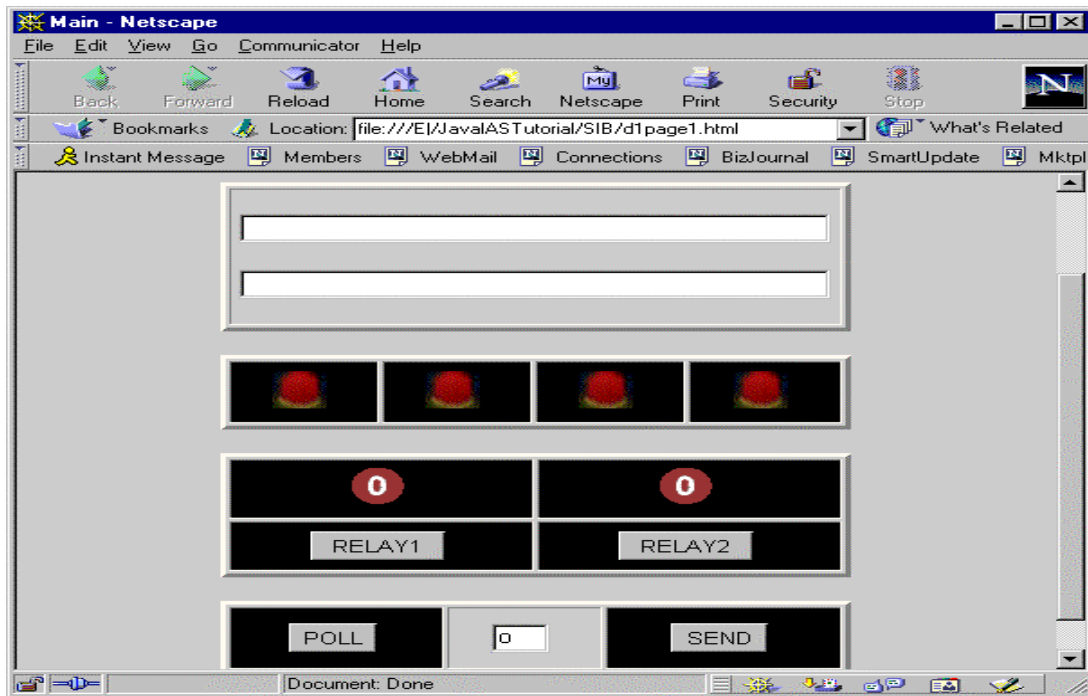 Main - Netscape
File Edit View Go Communicator Help
Back Forward Reload Home Search My Netscape Print Security Stop N
Bookmarks Location: file:///E|/JavaIASTutorial/SIB/d1page1.html What's Related
Instant Message Members WebMail Connections BizJournal SmartUpdate Mktpl
0 0
RELAY1 RELAY2
POLL 0 SEND
Document: Done